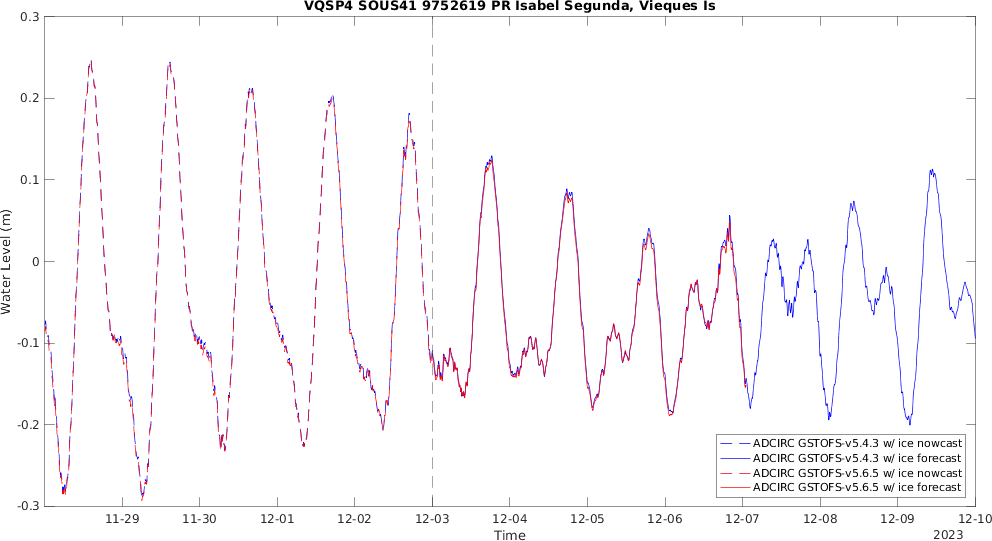 VQSP4 SOUS41 9752619 PR Isabel Segunda, Vieques Is
0.3
0.2
0.1
0
-0.1
-0.2
-0.3
Water Level (m)
ADCIRC GSTOFS-v5.4.3 w/ ice nowcast
ADCIRC GSTOFS-v5.4.3 w/ ice forecast
ADCIRC GSTOFS-v5.6.5 w/ ice nowcast
ADCIRC GSTOFS-v5.6.5 w/ ice forecast
11-29 11-30 12-01 12-02 12-03 12-04 12-05 12-06 12-07 12-08 12-09 12-10
Time
2023